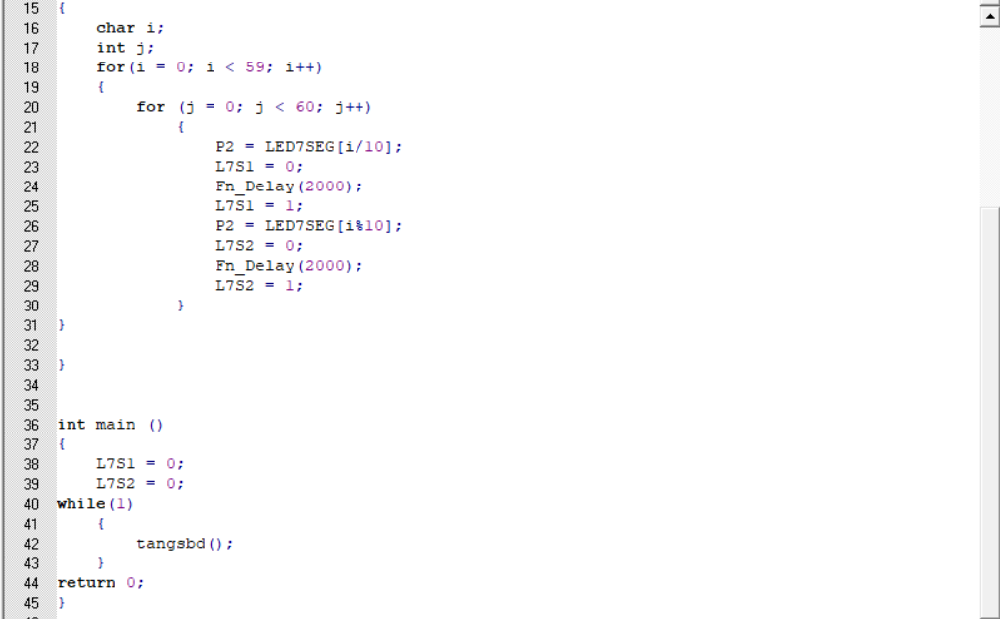 15 {
16 char i;
17 int j;
18 for(i = 0; i < 59; i++)
19 {
20 for (j = 0; j < 60; j++)
21 {
22 P2 = LED7SEG[i/10];
23 L7S1 = 0;
24 Fn_Delay(2000);
25 L7S1 = 1;
26 P2 = LED7SEG[i%10];
27 L7S2 = 0;
28 Fn_Delay(2000);
29 L7S2 = 1;
30 }
31 }
32
33 }
34
35
36 int main ()
37 {
38 L7S1 = 0;
39 L7S2 = 0;
40 while(1)
41 {
42 tangsbd();
43 }
44 return 0;
45 }